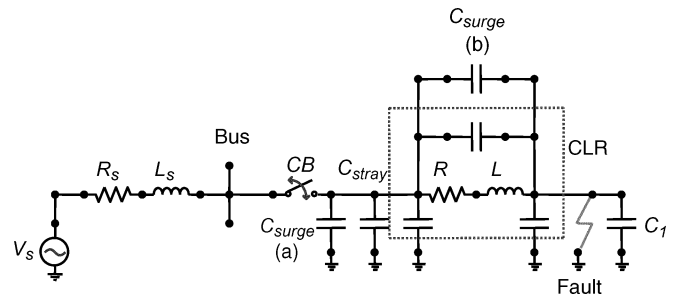 C_surge
(b)
Bus
CLR
R_s
L_s
CB
C_stray
R
L
C_surge
(a)
V_s
C_1
Fault